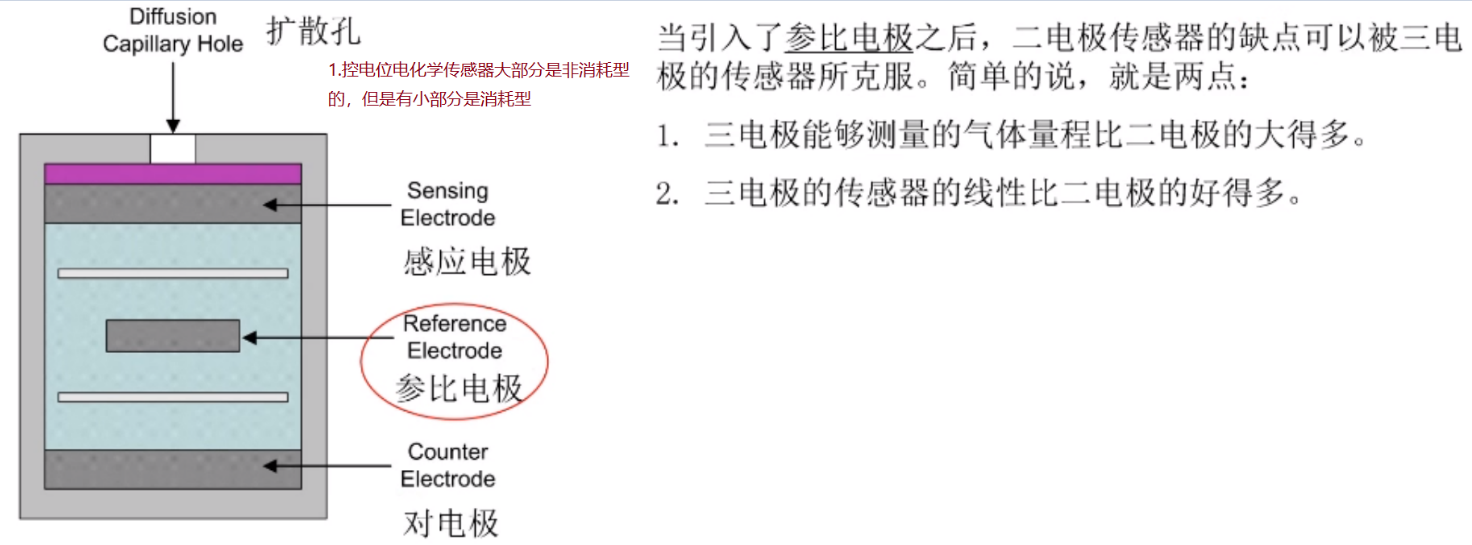 Diffusion
Capillary Hole
扩散孔
1.控电位电化学传感器大部分是非消耗型
的，但是有小部分是消耗型
Sensing
Electrode
感应电极
Reference
Electrode
参比电极
Counter
Electrode
对电极
当引入了参比电极之后，二电极传感器的缺点可以被三电
极的传感器所克服。简单的说，就是两点：
1. 三电极能够测量的气体量程比二电极的大得多。
2. 三电极的传感器的线性比二电极的好得多。